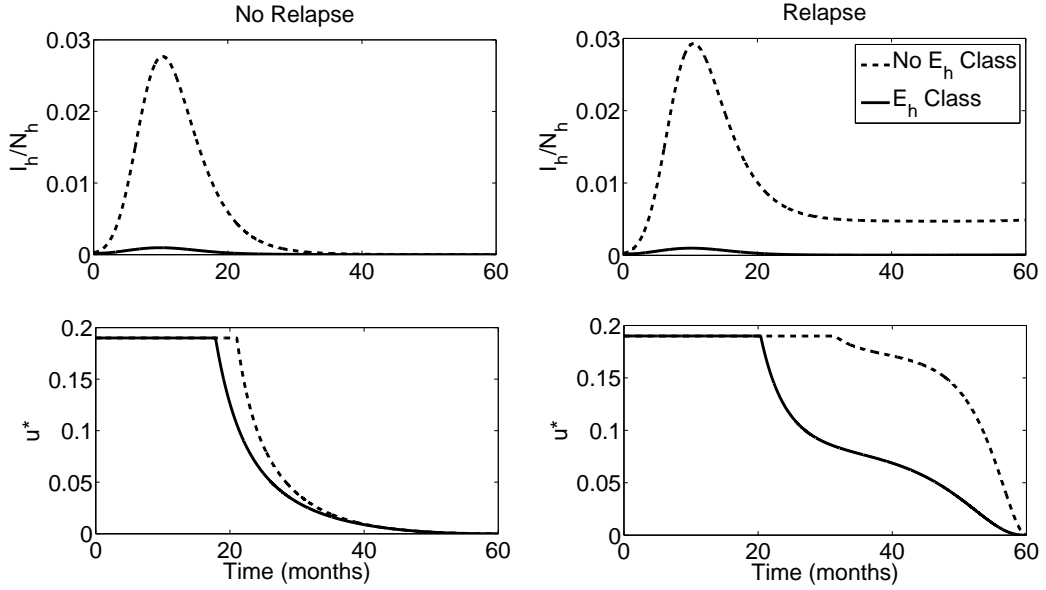 No Relapse
Relapse
0.03
0.02
0.01
0
I_h/N_h
0 20 40 60
0.03
0.02
0.01
0
I_h/N_h
0 20 40 60
No E_h Class
E_h Class
0.2
0.15
0.1
0.05
0
u*
0 20 40 60
Time (months)
0.2
0.15
0.1
0.05
0
u*
0 20 40 60
Time (months)